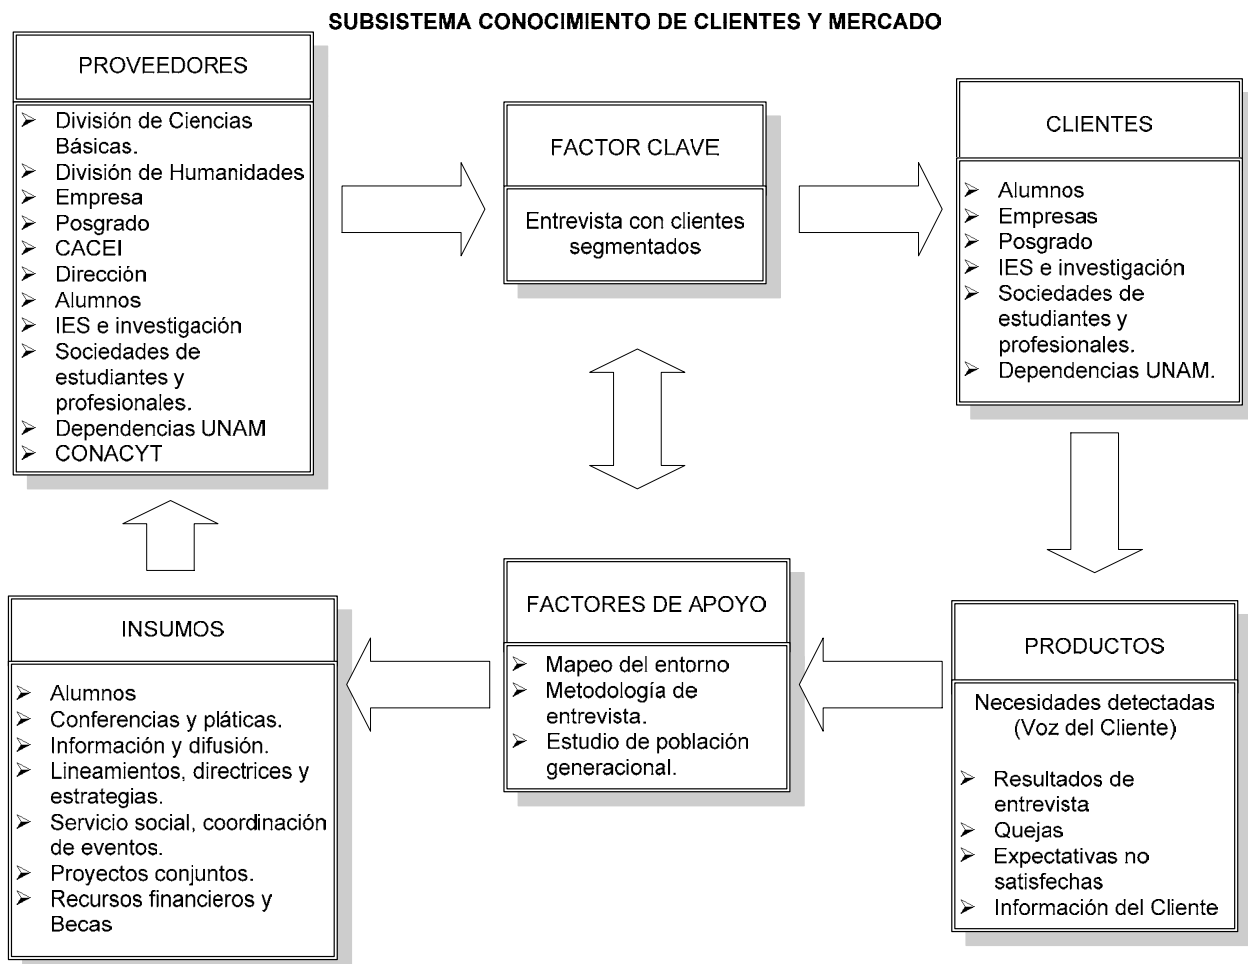 SUBSISTEMA CONOCIMIENTO DE CLIENTES Y MERCADO
PROVEEDORES
➢ División de Ciencias
Básicas.
➢ División de Humanidades
➢ Empresa
➢ Posgrado
➢ CACEI
➢ Dirección
➢ Alumnos
➢ IES e investigación
➢ Sociedades de
estudiantes y
profesionales.
➢ Dependencias UNAM
➢ CONACYT
FACTOR CLAVE
Entrevista con clientes
segmentados
CLIENTES
➢ Alumnos
➢ Empresas
➢ Posgrado
➢ IES e investigación
➢ Sociedades de
estudiantes y
profesionales.
➢ Dependencias UNAM.
INSUMOS
➢ Alumnos
➢ Conferencias y pláticas.
➢ Información y difusión.
➢ Lineamientos, directrices y
estrategias.
➢ Servicio social, coordinación
de eventos.
➢ Proyectos conjuntos.
➢ Recursos financieros y
Becas
FACTORES DE APOYO
➢ Mapeo del entorno
➢ Metodología de
entrevista.
➢ Estudio de población
generacional.
PRODUCTOS
Necesidades detectadas
(Voz del Cliente)
➢ Resultados de
entrevista
➢ Quejas
➢ Expectativas no
satisfechas
➢ Información del Cliente